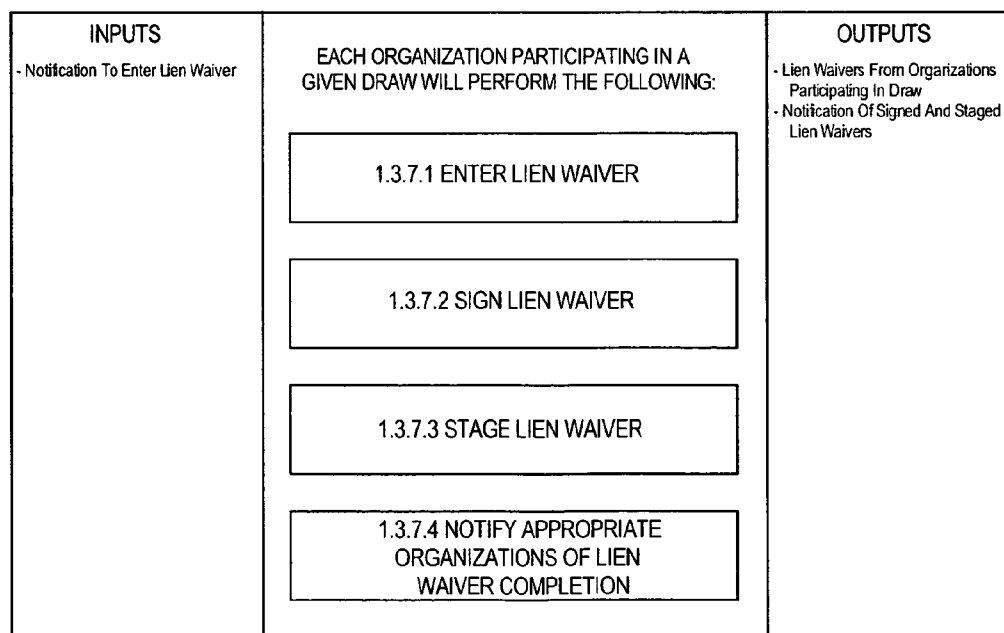 INPUTS
- Notification To Enter Lien Waiver
EACH ORGANIZATION PARTICIPATING IN A
GIVEN DRAW WILL PERFORM THE FOLLOWING:
1.3.7.1 ENTER LIEN WAIVER
1.3.7.2 SIGN LIEN WAIVER
1.3.7.3 STAGE LIEN WAIVER
1.3.7.4 NOTIFY APPROPRIATE
ORGANIZATIONS OF LIEN
WAIVER COMPLETION
OUTPUTS
- Lien Waivers From Organizations
Participating In Draw
- Notification Of Signed And Staged
Lien Waivers